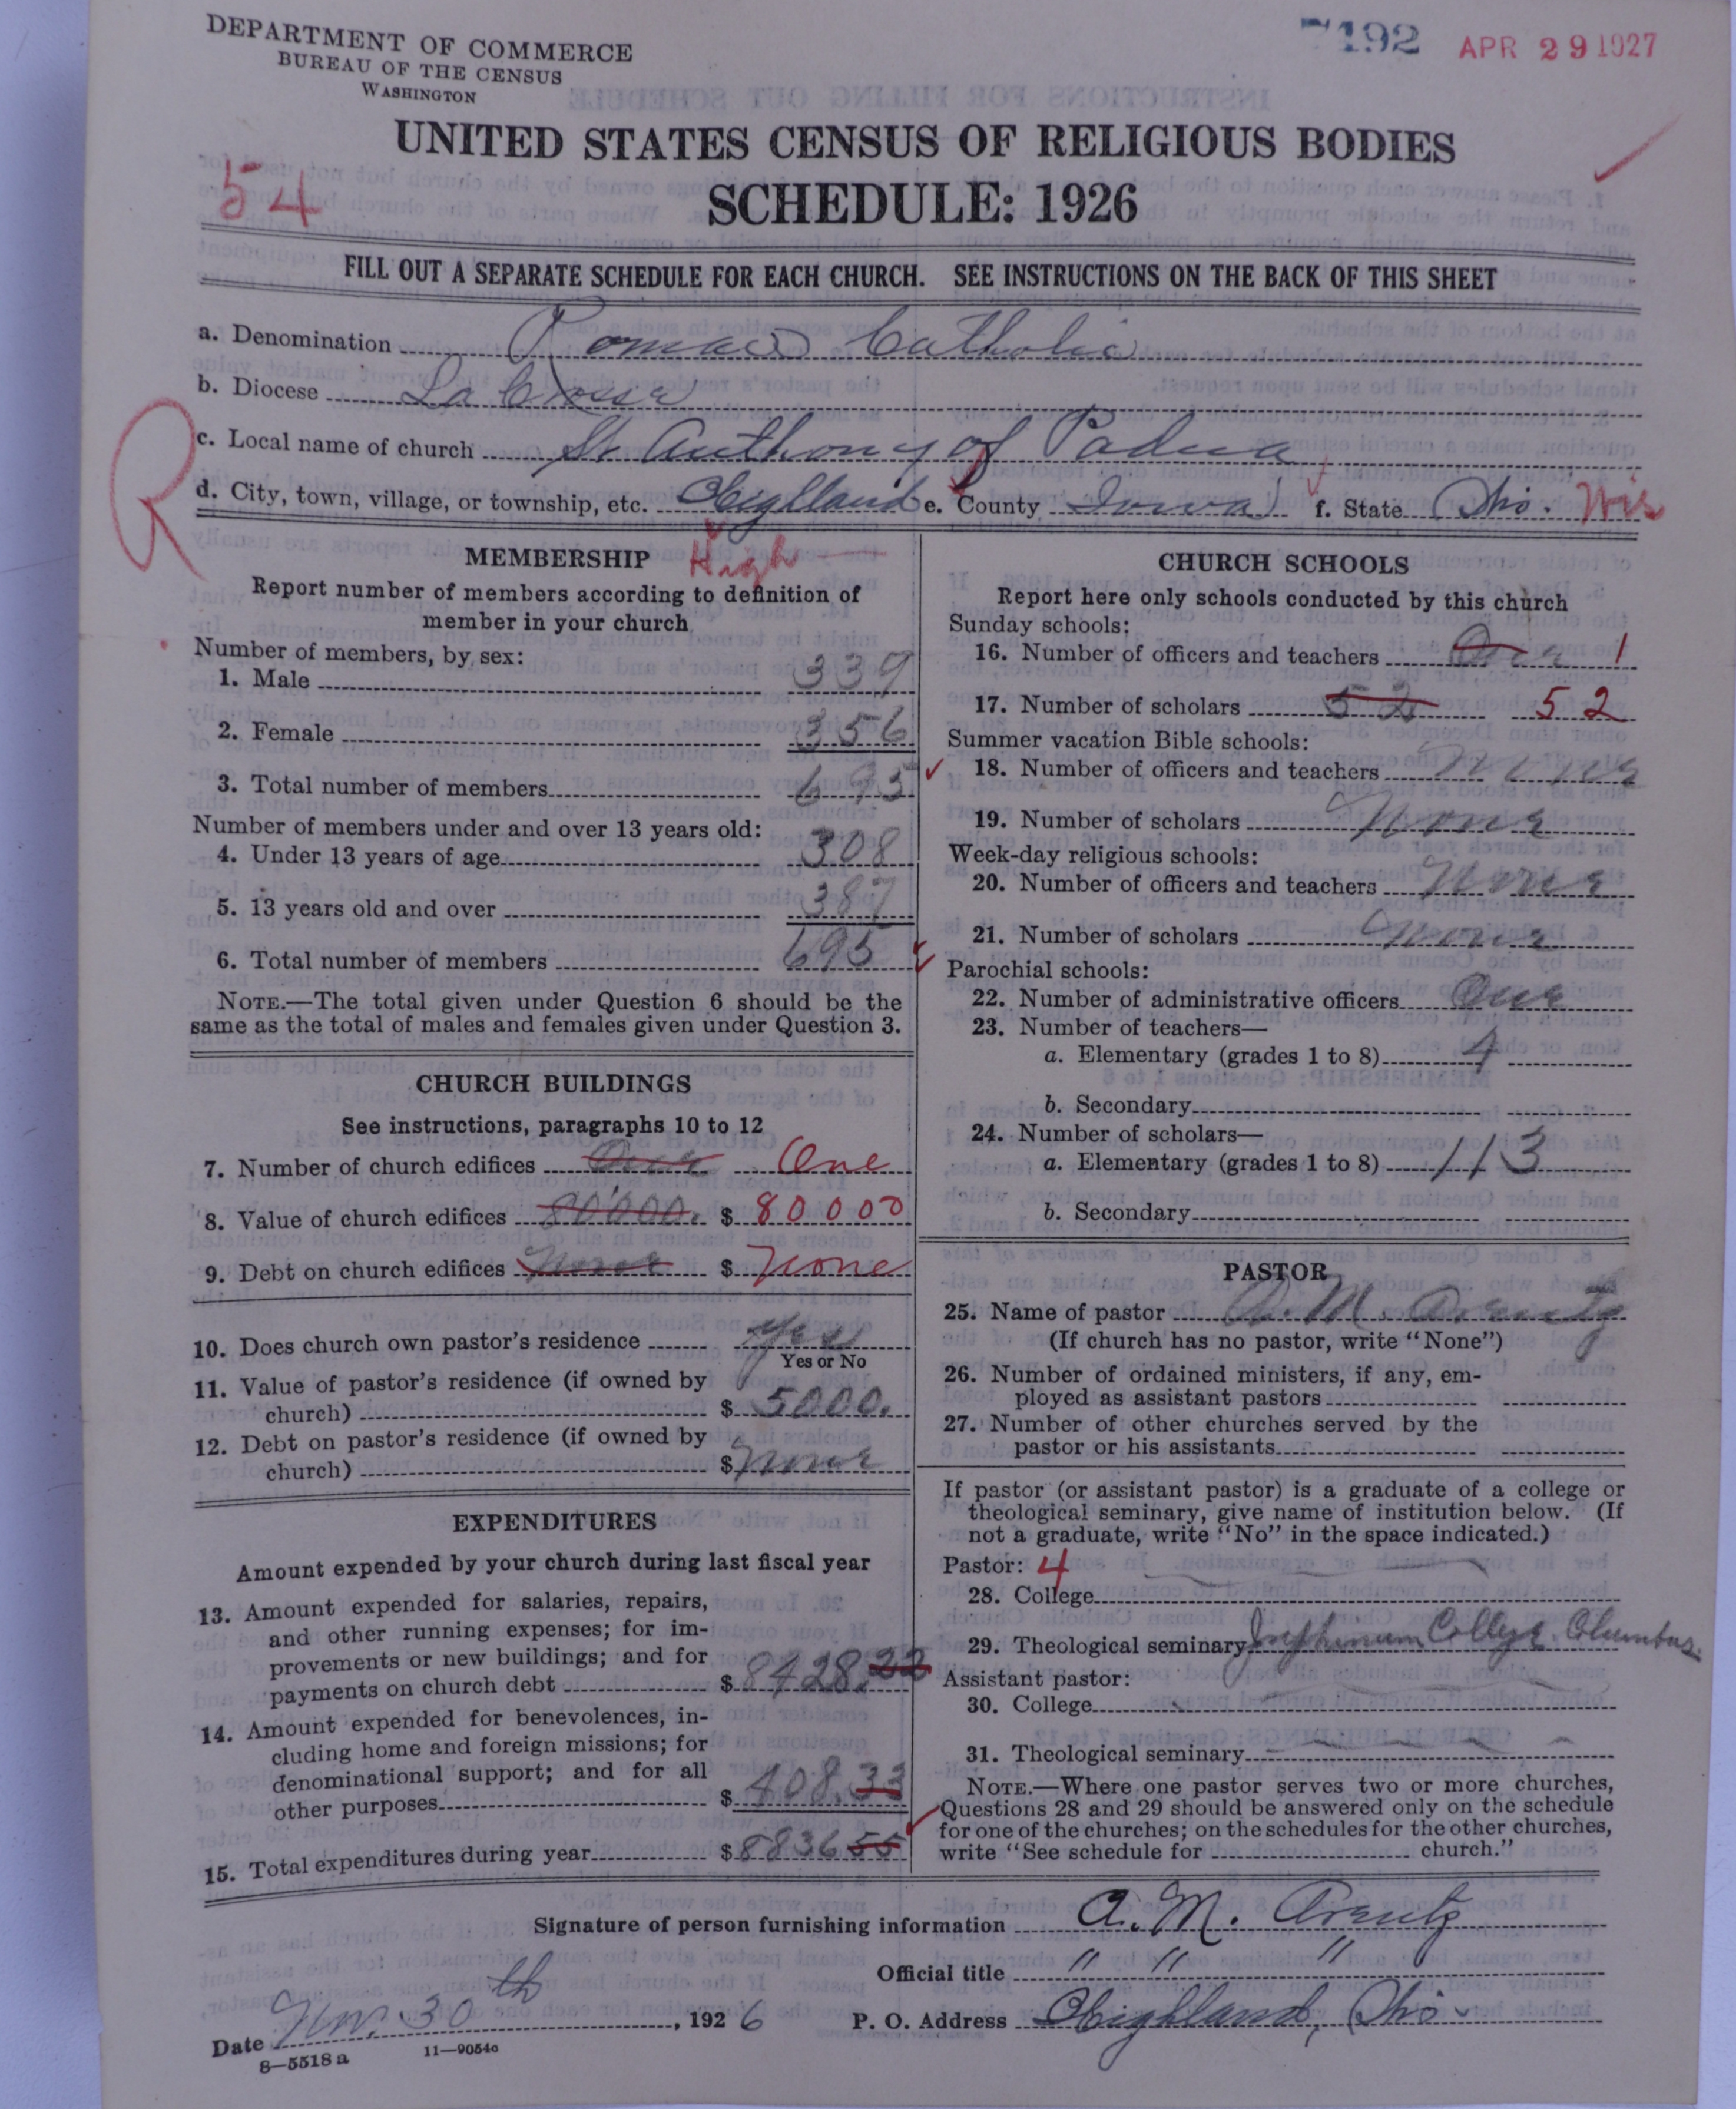 DEPARTMENT OF COMMERCE
BUREAU OF THE CENSUS
WASHINGTON
7192 APR 29 1927
UNITED STATES CENSUS OF RELIGIOUS BODIES
54
SCHEDULE: 1926
FILL OUT A SEPARATE SCHEDULE FOR EACH CHURCH. SEE INSTRUCTIONS ON THE BACK OF THIS SHEET
a. Denomination Roman Catholic
b. Diocese La Crosse
R
c. Local name of church St. Anthony of Padua
d. City, town, village, or township, etc. Highland e. County Iowa f. State Wis. Wis
High
MEMBERSHIP
Report number of members according to definition of
member in your church
Number of members, by sex:
1. Male 339
2. Female 356
3. Total number of members 695
Number of members under and over 13 years old:
4. Under 13 years of age 308
5. 13 years old and over 387
6. Total number of members 695
NOTE.—The total given under Question 6 should be the
same as the total of males and females given under Question 3.
CHURCH BUILDINGS
See instructions, paragraphs 10 to 12
7. Number of church edifices One One
8. Value of church edifices 80'000. $ 80000
9. Debt on church edifices None $ None
10. Does church own pastor's residence Yes
Yes or No
11. Value of pastor's residence (if owned by
church) $ 5000.
12. Debt on pastor's residence (if owned by
church) $ None
EXPENDITURES
Amount expended by your church during last fiscal year
13. Amount expended for salaries, repairs,
and other running expenses; for im-
provements or new buildings; and for
payments on church debt $ 8428.22
14. Amount expended for benevolences, in-
cluding home and foreign missions; for
denominational support; and for all
other purposes $ 408.33
15. Total expenditures during year $ 8836 55
CHURCH SCHOOLS
Report here only schools conducted by this church
Sunday schools:
16. Number of officers and teachers One 1
17. Number of scholars 52 52
Summer vacation Bible schools:
18. Number of officers and teachers None
19. Number of scholars None
Week-day religious schools:
20. Number of officers and teachers None
21. Number of scholars None
Parochial schools:
22. Number of administrative officers One
23. Number of teachers—
a. Elementary (grades 1 to 8) 4
b. Secondary
24. Number of scholars—
a. Elementary (grades 1 to 8) 113
b. Secondary
PASTOR
25. Name of pastor A. M. Arentz
(If church has no pastor, write "None")
26. Number of ordained ministers, if any, em-
ployed as assistant pastors
27. Number of other churches served by the
pastor or his assistants
If pastor (or assistant pastor) is a graduate of a college or
theological seminary, give name of institution below. (If
not a graduate, write "No" in the space indicated.)
Pastor: 4
28. College
29. Theological seminary Josephinum College. Columbus.
Assistant pastor:
30. College
31. Theological seminary
NOTE.—Where one pastor serves two or more churches,
Questions 28 and 29 should be answered only on the schedule
for one of the churches; on the schedules for the other churches,
write "See schedule for church."
Signature of person furnishing information A. M. Arentz
Official title " " "
Date Nov. 30th, 1926 P. O. Address Highland, Wis.
8—5518 a 11—9054c